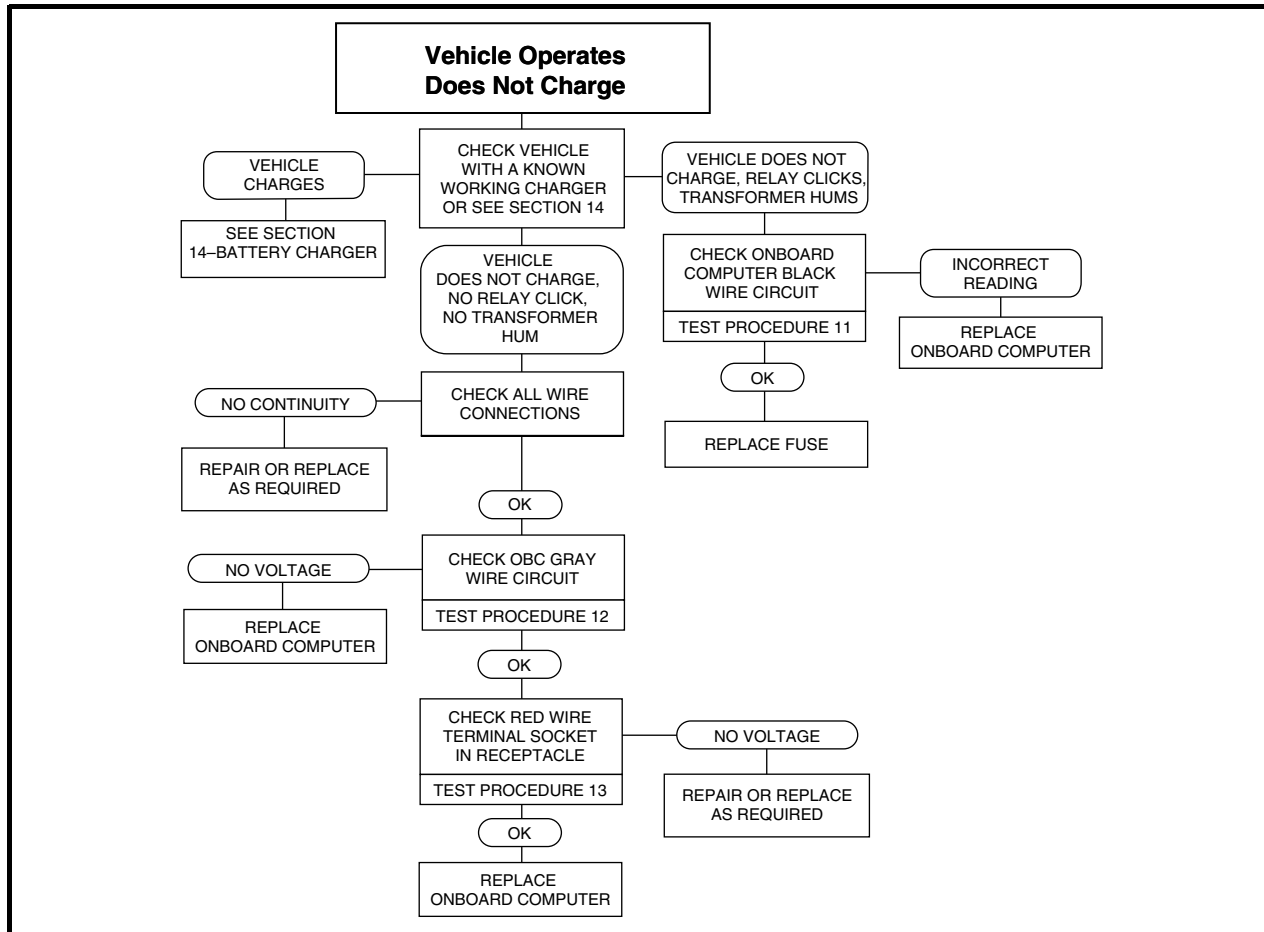 Vehicle Operates
Does Not Charge
CHECK VEHICLE
WITH A KNOWN
WORKING CHARGER
OR SEE SECTION 14
VEHICLE
CHARGES
SEE SECTION
14–BATTERY CHARGER
VEHICLE DOES NOT
CHARGE, RELAY CLICKS,
TRANSFORMER HUMS
CHECK ONBOARD
COMPUTER BLACK
WIRE CIRCUIT
TEST PROCEDURE 11
INCORRECT
READING
REPLACE
ONBOARD COMPUTER
OK
REPLACE FUSE
VEHICLE
DOES NOT CHARGE,
NO RELAY CLICK,
NO TRANSFORMER
HUM
CHECK ALL WIRE
CONNECTIONS
NO CONTINUITY
REPAIR OR REPLACE
AS REQUIRED
OK
CHECK OBC GRAY
WIRE CIRCUIT
TEST PROCEDURE 12
NO VOLTAGE
REPLACE
ONBOARD COMPUTER
OK
CHECK RED WIRE
TERMINAL SOCKET
IN RECEPTACLE
TEST PROCEDURE 13
NO VOLTAGE
REPAIR OR REPLACE
AS REQUIRED
OK
REPLACE
ONBOARD COMPUTER